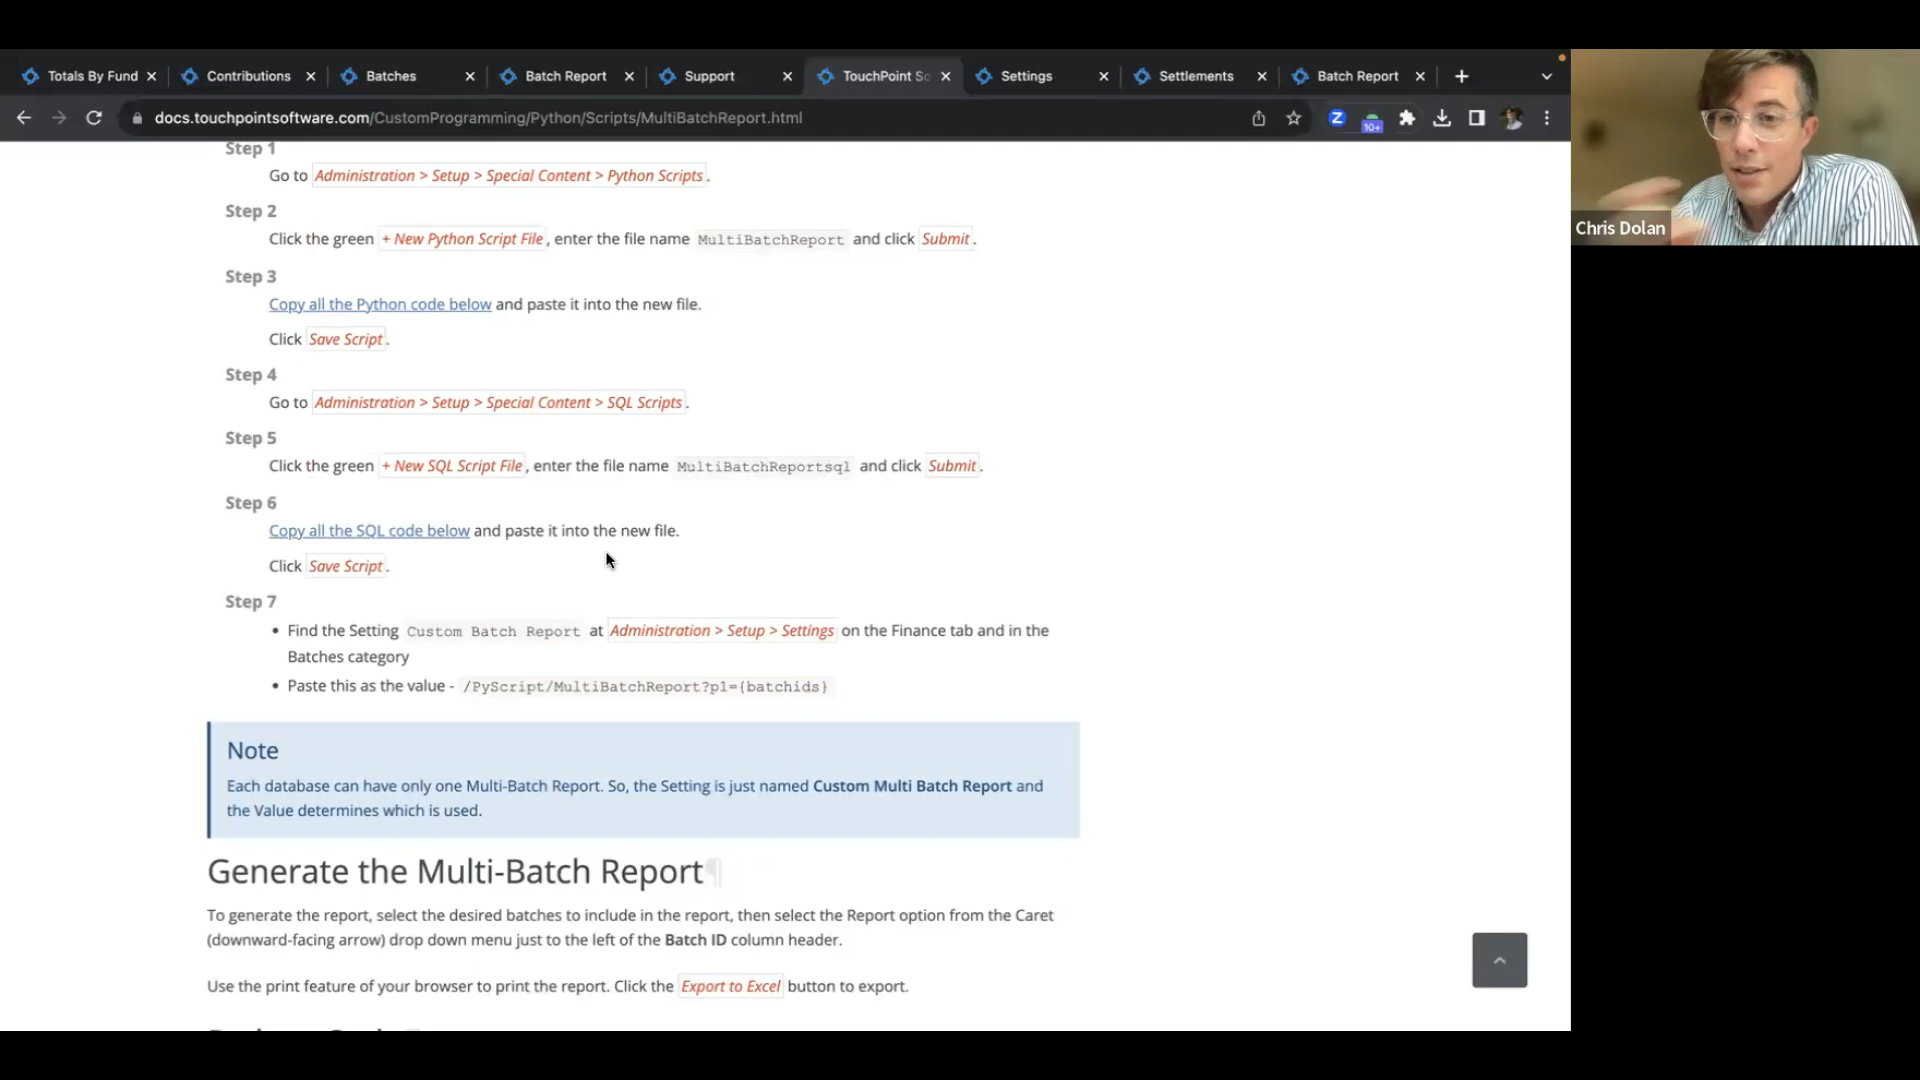 Totals By Fund
Contributions
Batches
Batch Report
Support
TouchPoint So
Settings
Settlements
Batch Report
docs.touchpointsoftware.com/CustomProgramming/Python/Scripts/MultiBatchReport.html
10+
Step 1
Go to Administration > Setup > Special Content > Python Scripts.
Step 2
Click the green + New Python Script File, enter the file name MultiBatchReport and click Submit.
Step 3
Copy all the Python code below and paste it into the new file.
Click Save Script.
Step 4
Go to Administration > Setup > Special Content > SQL Scripts.
Step 5
Click the green + New SQL Script File, enter the file name MultiBatchReportsql and click Submit.
Step 6
Copy all the SQL code below and paste it into the new file.
Click Save Script.
Step 7
• Find the Setting Custom Batch Report at Administration > Setup > Settings on the Finance tab and in the
Batches category
• Paste this as the value - /PyScript/MultiBatchReport?p1={batchids}
Note
Each database can have only one Multi-Batch Report. So, the Setting is just named Custom Multi Batch Report and
the Value determines which is used.
Generate the Multi-Batch Report¶
To generate the report, select the desired batches to include in the report, then select the Report option from the Caret
(downward-facing arrow) drop down menu just to the left of the Batch ID column header.
Use the print feature of your browser to print the report. Click the Export to Excel button to export.
Chris Dolan